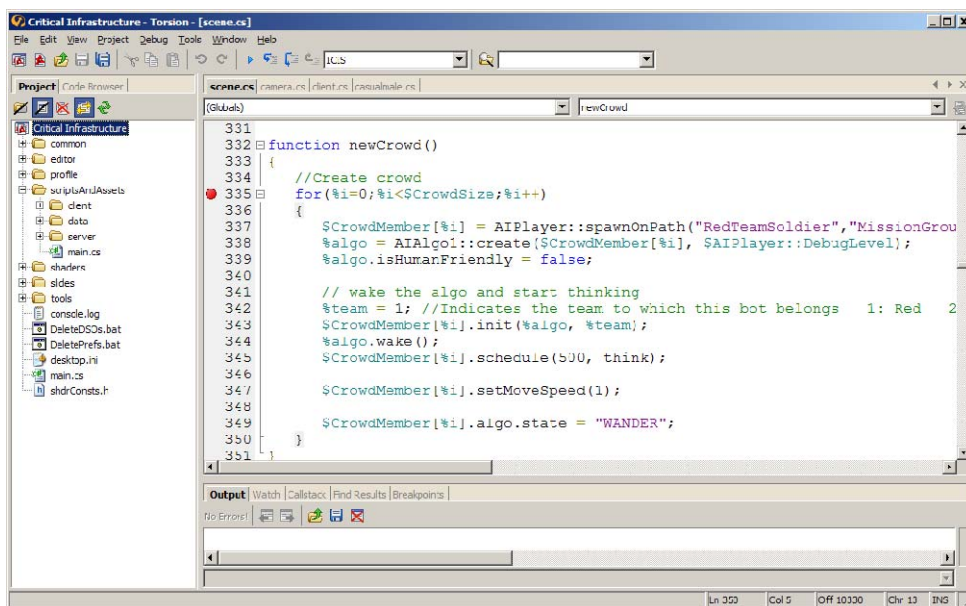 Critical Infrastructure - Torsion - [scene.cs]
File Edit View Project Debug Tools Window Help
ICS
Project Code Browser
scene.cs camera.cs client.cs casualmale.cs
(Globals) newCrowd
Critical Infrastructure
common
editor
profile
scriptsAndAssets
client
data
server
main.cs
shaders
slides
tools
console.log
DeleteDSOs.bat
DeletePrefs.bat
desktop.ini
main.cs
shdrConsts.h
331
332 function newCrowd()
333 {
334 //Create crowd
335 for(%i=0;%i<$CrowdSize;%i++)
336 {
337 $CrowdMember[%i] = AIPlayer::spawnOnPath("RedTeamSoldier","MissionGrou
338 %algo = AIAlgo1::create($CrowdMember[%i], $AIPlayer::DebugLevel);
339 %algo.isHumanFriendly = false;
340
341 // wake the algo and start thinking
342 %team = 1; //Indicates the team to which this bot belongs 1: Red 2
343 $CrowdMember[%i].init(%algo, %team);
344 %algo.wake();
345 $CrowdMember[%i].schedule(500, think);
346
347 $CrowdMember[%i].setMoveSpeed(1);
348
349 $CrowdMember[%i].algo.state = "WANDER";
350 }
351 }
Output Watch Callstack Find Results Breakpoints
No Errors!
Ln 350 Col 5 Off 10330 Chr 13 INS